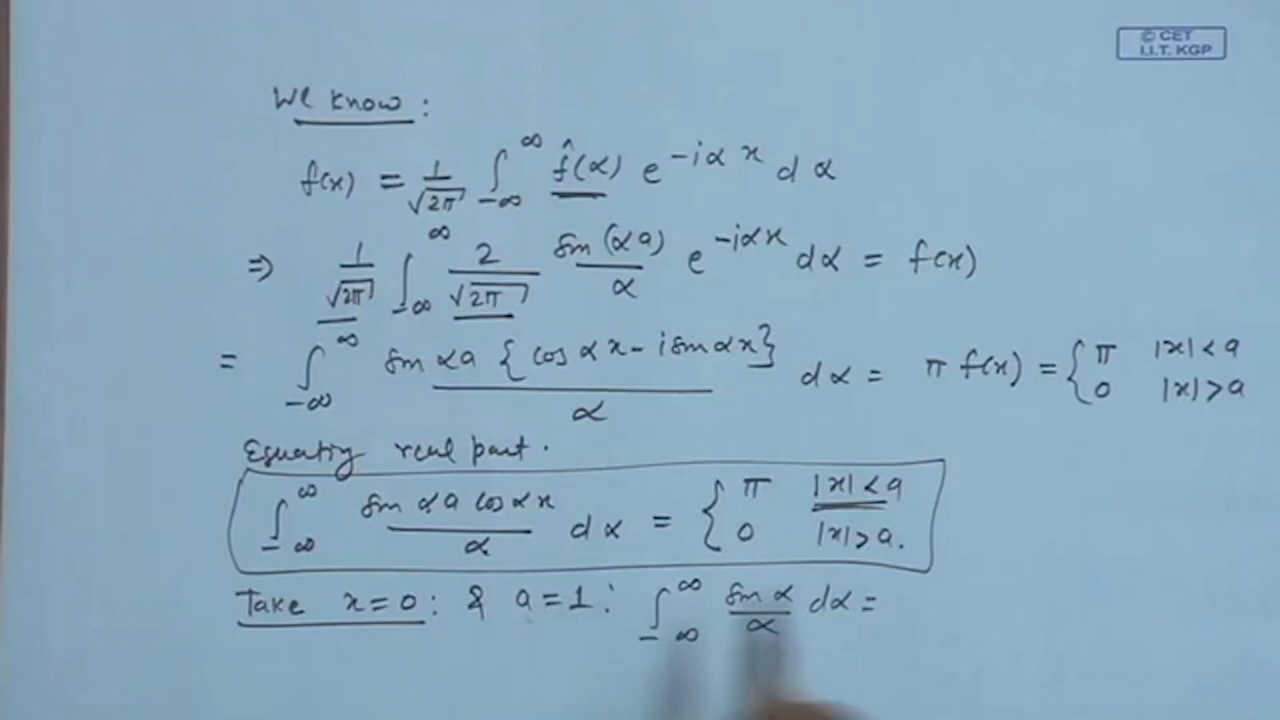 © CET
I.I.T. KGP
We know :
f(x) = 1/√2π ∫_{-∞}^{∞} f̂(α) e^{-iαx} dα
⇒ 1/√2π ∫_{-∞}^{∞} 2/√2π sin(αa)/α e^{-iαx} dα = f(x)
= ∫_{-∞}^{∞} sin αa {cos αx - i sin αx}/α dα = π f(x) = { π |x| < a
0 |x| > a
Equating real part.
∫_{-∞}^{∞} sin αa cos αx/α dα = { π |x| < a
0 |x| > a.
Take x=0: & a=1: ∫_{-∞}^{∞} sin α/α dα =